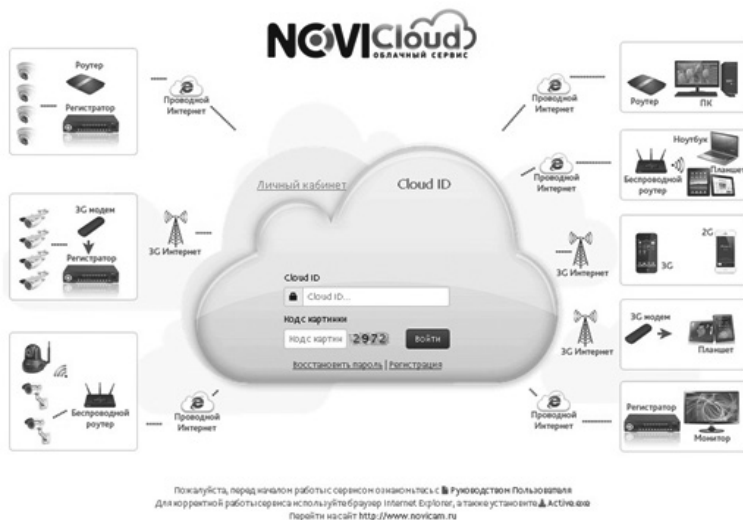 NOVICloud
ОБЛАЧНЫЙ СЕРВИС
Роутер
Регистратор
Проводной
Интернет
3G модем
Регистратор
3G Интернет
Беспроводной
роутер
Проводной
Интернет
Личный кабинет
Cloud ID
Cloud ID
Cloud ID...
Код с картинки
Код с картин
2972
Войти
Восстановить пароль | Регистрация
Проводной
Интернет
Роутер
ПК
Проводной
Интернет
Ноутбук
Беспроводной
роутер
Планшет
3G Интернет
3G
2G
3G Интернет
3G модем
Планшет
Проводной
Интернет
Регистратор
Монитор
Пожалуйста, перед началом работы с сервисом ознакомьтесь с Руководством Пользователя
Для корректной работы сервиса используйте браузер Internet Explorer, а также установите Active.exe
Перейти на сайт http://www.novicam.ru